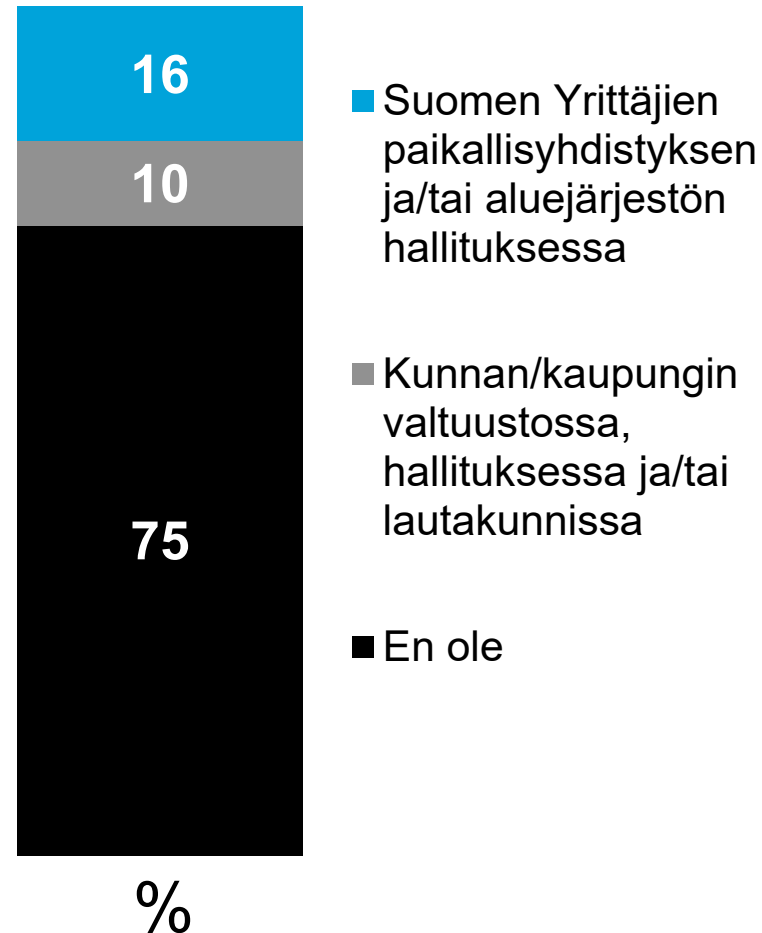 16
10
75
%
Suomen Yrittäjien
paikallisyhdistyksen
ja/tai aluejärjestön
hallituksessa
Kunnan/kaupungin
valtuustossa,
hallituksessa ja/tai
lautakunnissa
En ole